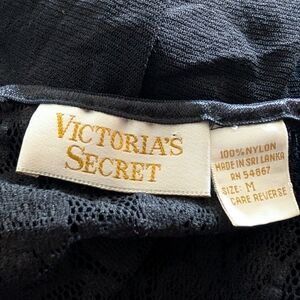 VICTORIA'S
SECRET
100% NYLON
MADE IN SRI LANKA
RN 54867
SIZE: M
CARE REVERSE